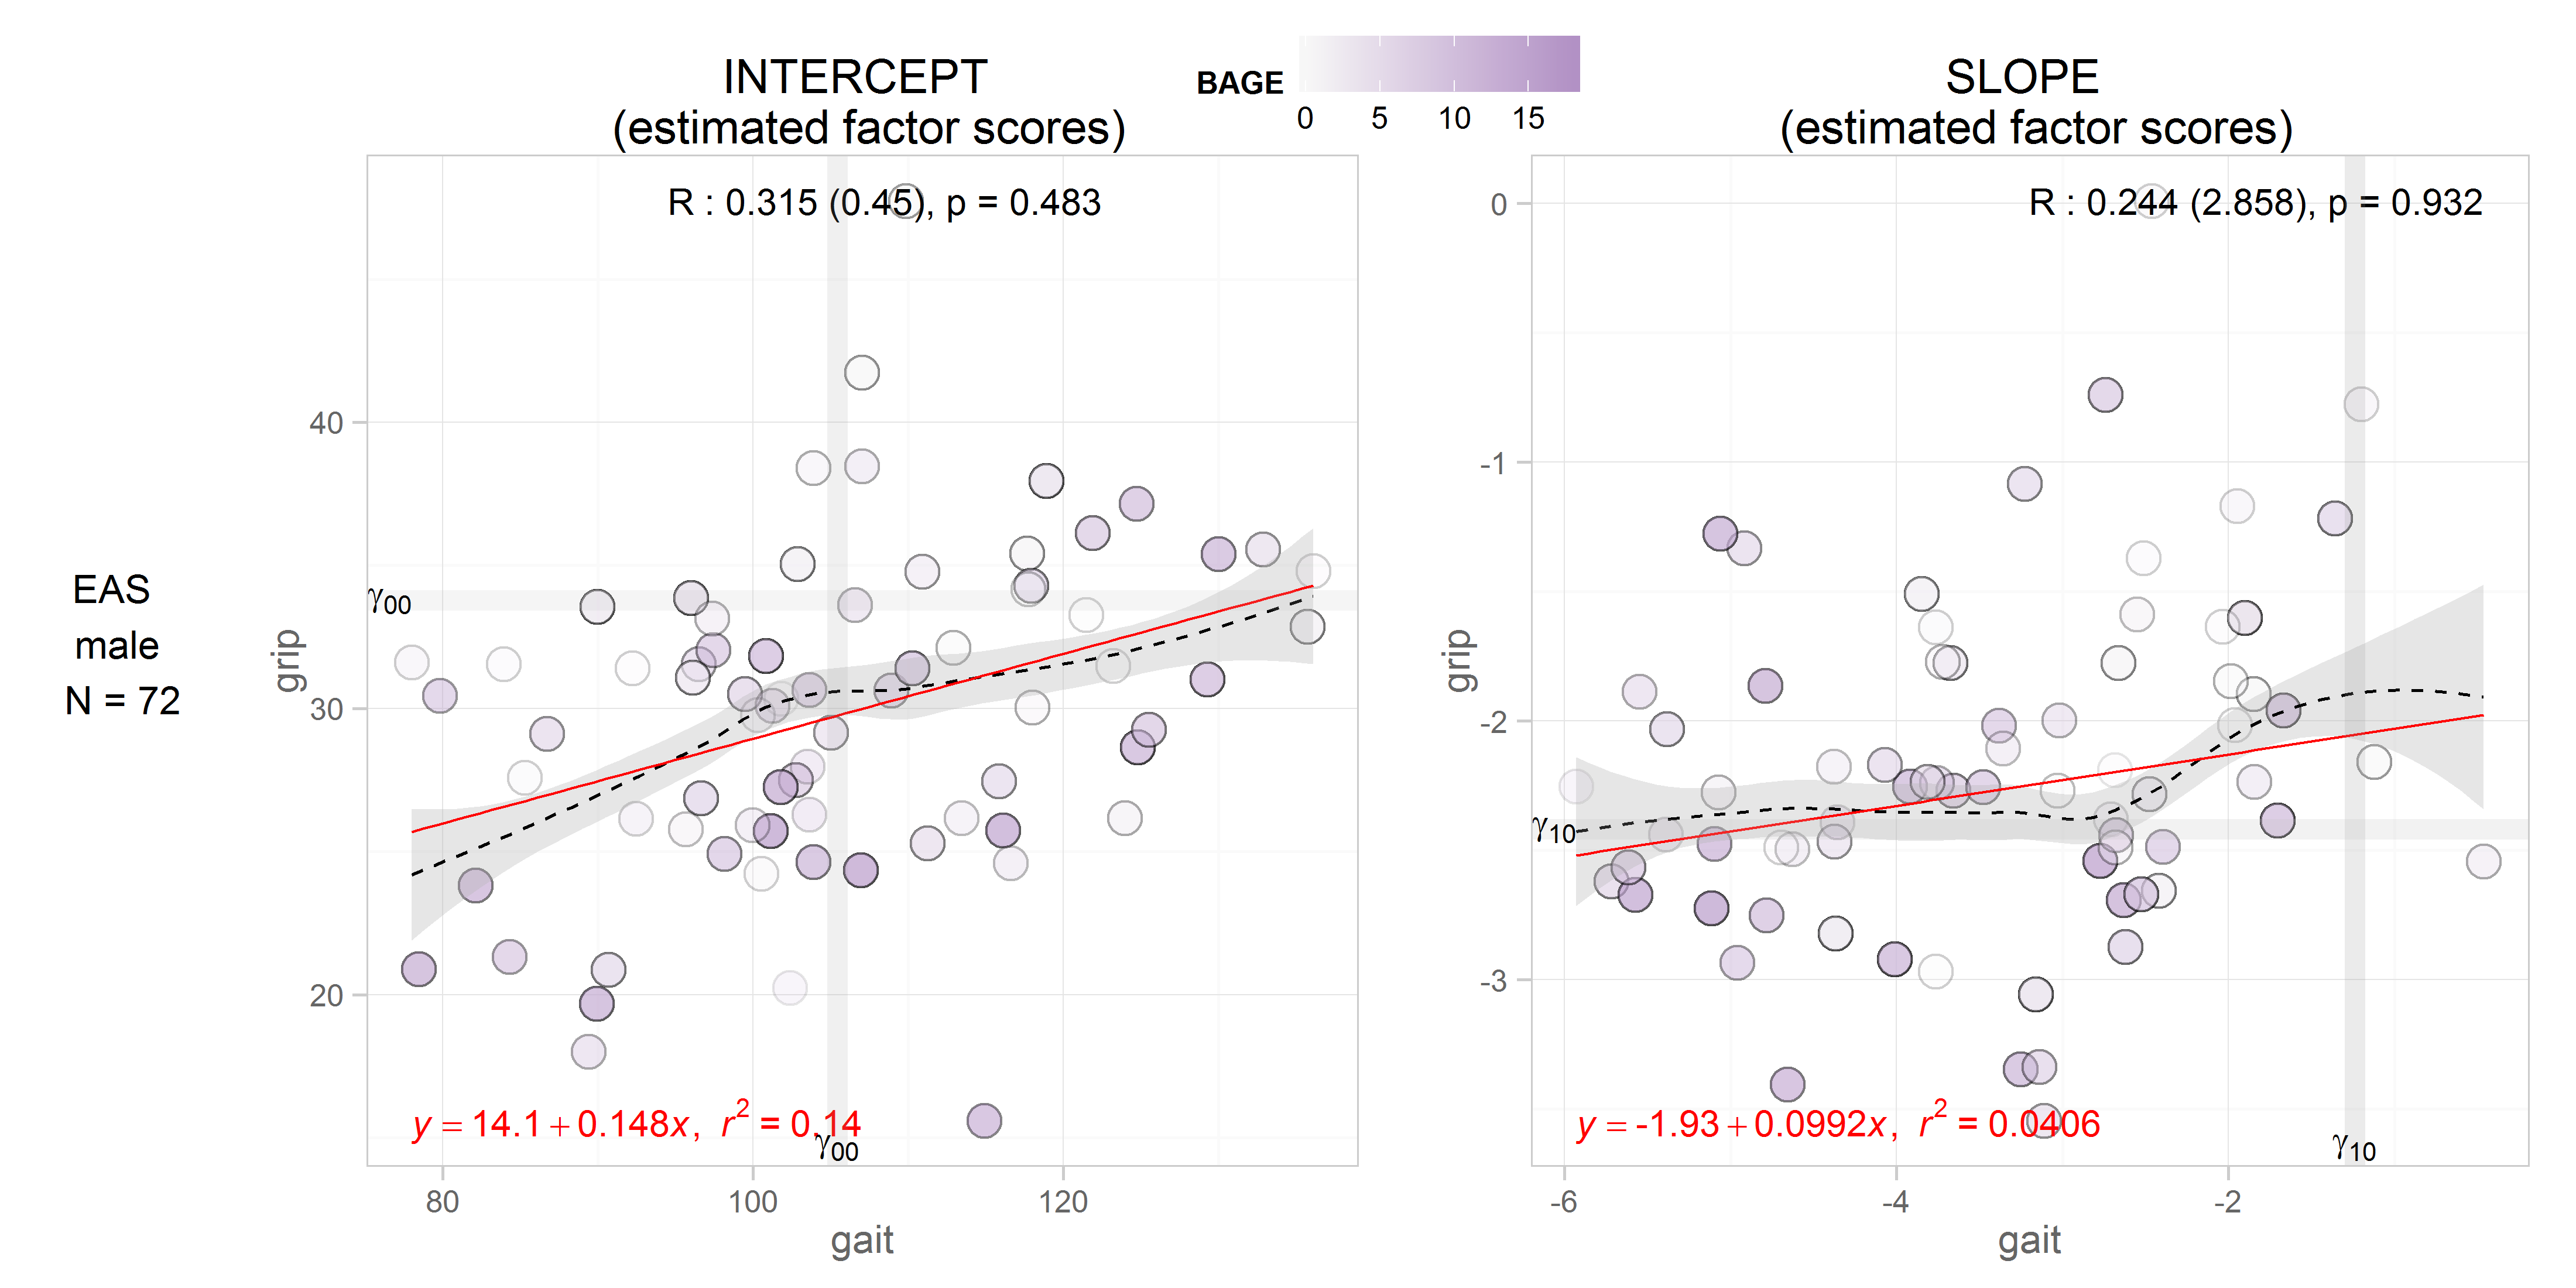 BAGE
0 5 10 15
INTERCEPT
(estimated factor scores)
SLOPE
(estimated factor scores)
EAS
male
N = 72
R : 0.315 (0.45), p = 0.483
40
30
20
grip
γ00
y = 14.1 + 0.148x, r² = 0.14
γ00
80 100 120
gait
R : 0.244 (2.858), p = 0.932
0
-1
-2
-3
grip
γ10
y = -1.93 + 0.0992x, r² = 0.0406
γ10
-6 -4 -2
gait